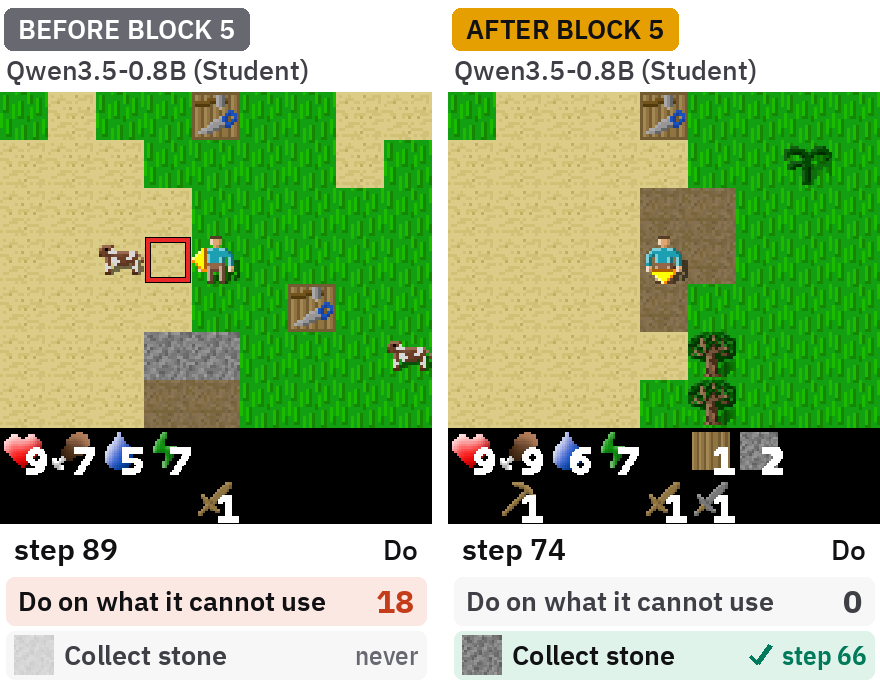 BEFORE BLOCK 5
Qwen3.5-0.8B (Student)
9 7 5 7
1
step 89 Do
Do on what it cannot use 18
Collect stone never
AFTER BLOCK 5
Qwen3.5-0.8B (Student)
9 9 6 7 1 2
1 1 1
step 74 Do
Do on what it cannot use 0
Collect stone ✓ step 66